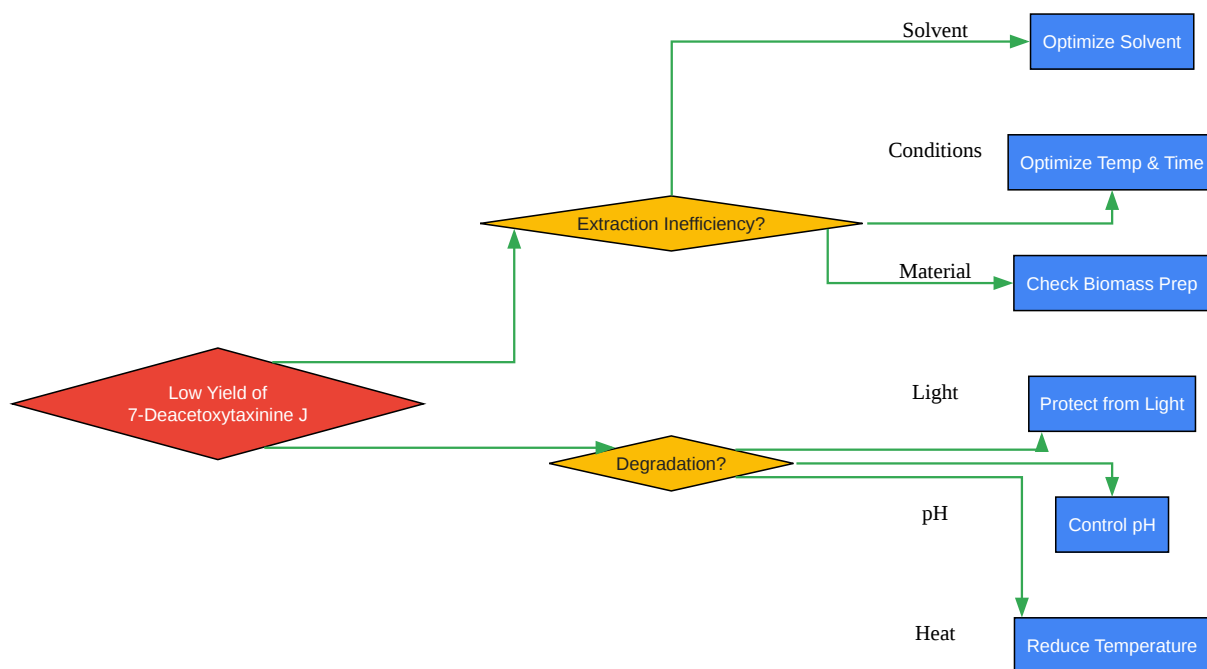 Solvent
Optimize Solvent
Conditions
Optimize Temp & Time
Extraction Inefficiency?
Material
Check Biomass Prep
Low Yield of
7-Deacetoxytaxinine J
Light
Protect from Light
Degradation?
pH
Control pH
Heat
Reduce Temperature